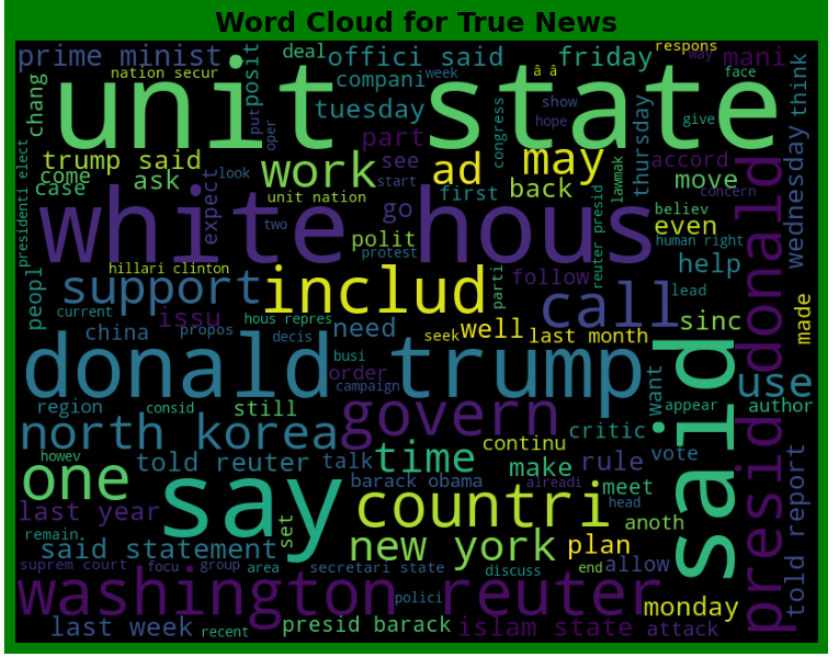 Word Cloud for True News
prime minist
nation secur
deal
posit
offici said
compani
week
tuesday
â â
friday
respons
way
mani
face
think
chang
unit state
put
oper
part
congress
show
hope
give
thursday
wednesday
trump said
come
case
ask
look
work
see
start
ad
first
may
back
lawmak
accord
move
concern
presidenti elect
expect
unit nation
two
go
polit
protest
white hous
reuter presid
believ
even
human right
help
lead
presid donald
peopl
hillari clinton
support
current
china
issu
propos
includ
hous repres
decis
need
follow
parti
seek
well
last month
call
sinc
made
donald trump
busi
order
campaign
want
use
appear
author
region
consid
still
govern
said
north korea
howev
told reuter
talk
time
continu
critic
vote
make
rule
one
barack obama
alreadi
meet
head
last year
say
set
countri
anoth
told report
remain
said statement
new york
plan
suprem court
focu
group
area
secretari state
discuss
end
allow
washington reuter
polici
monday
last week
recent
presid barack
islam state
attack